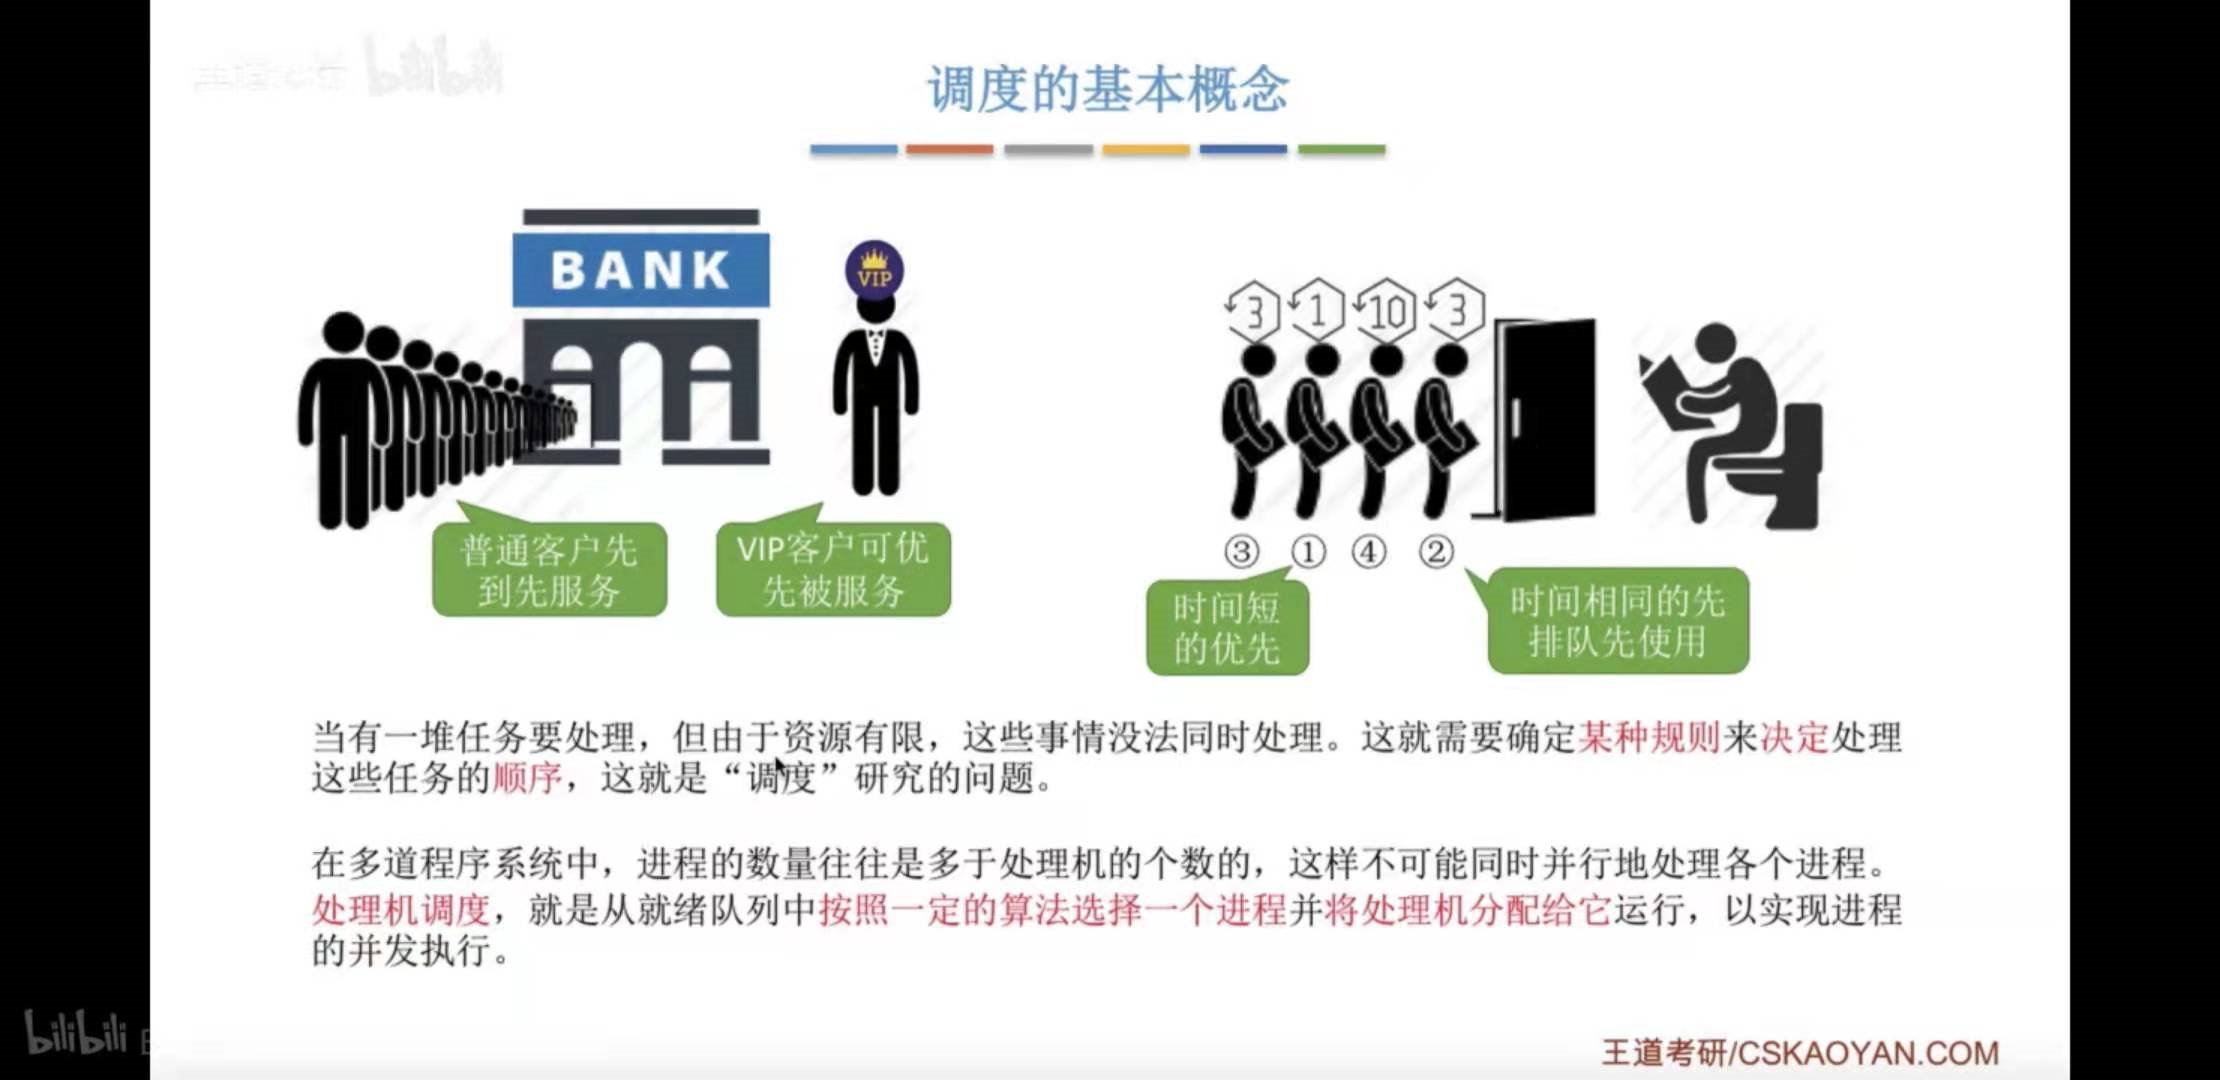 bilibili
调度的基本概念
BANK
VIP
3 1 10 3
③ ① ④ ②
普通客户先
到先服务
VIP客户可优
先被服务
时间短
的优先
时间相同的先
排队先使用
当有一堆任务要处理，但由于资源有限，这些事情没法同时处理。这就需要确定某种规则来决定处理
这些任务的顺序，这就是“调度”研究的问题。
在多道程序系统中，进程的数量往往是多于处理机的个数的，这样不可能同时并行地处理各个进程。
处理机调度，就是从就绪队列中按照一定的算法选择一个进程并将处理机分配给它运行，以实现进程
的并发执行。
bilibili
王道考研/CSKAOYAN.COM